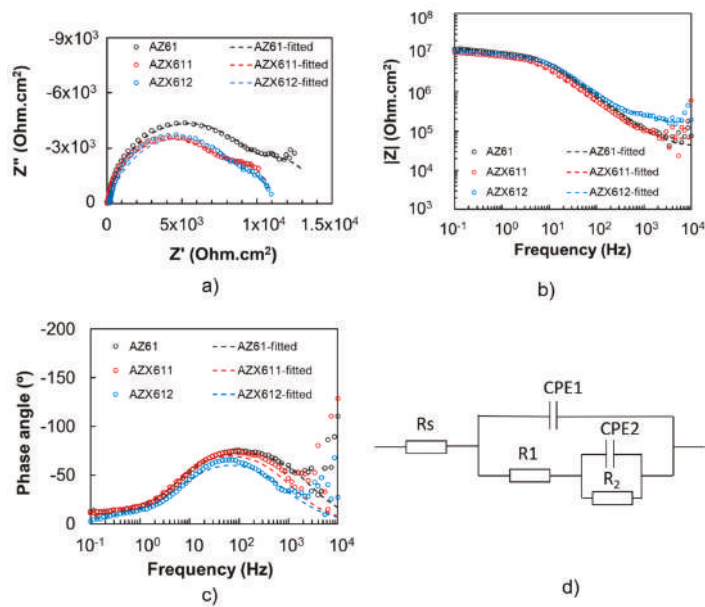 -9x10³
-6x10³
-3x10³
0
Z'' (Ohm.cm²)
AZ61
AZX611
AZX612
AZ61-fitted
AZX611-fitted
AZX612-fitted
0 5x10³ 1x10⁴ 1.5x10⁴
Z' (Ohm.cm²)
a)
10⁸
10⁷
10⁶
10⁵
10⁴
10³
|Z| (Ohm.cm²)
AZ61 AZ61-fitted
AZX611 AZX611-fitted
AZX612 AZX612-fitted
10⁻¹ 10⁰ 10¹ 10² 10³ 10⁴
Frequency (Hz)
b)
-200
-150
-100
-50
0
Phase angle (º)
AZ61 AZ61-fitted
AZX611 AZX611-fitted
AZX612 AZX612-fitted
10⁻¹ 10⁰ 10¹ 10² 10³ 10⁴
Frequency (Hz)
c)
CPE1
Rs
CPE2
R1
R₂
d)